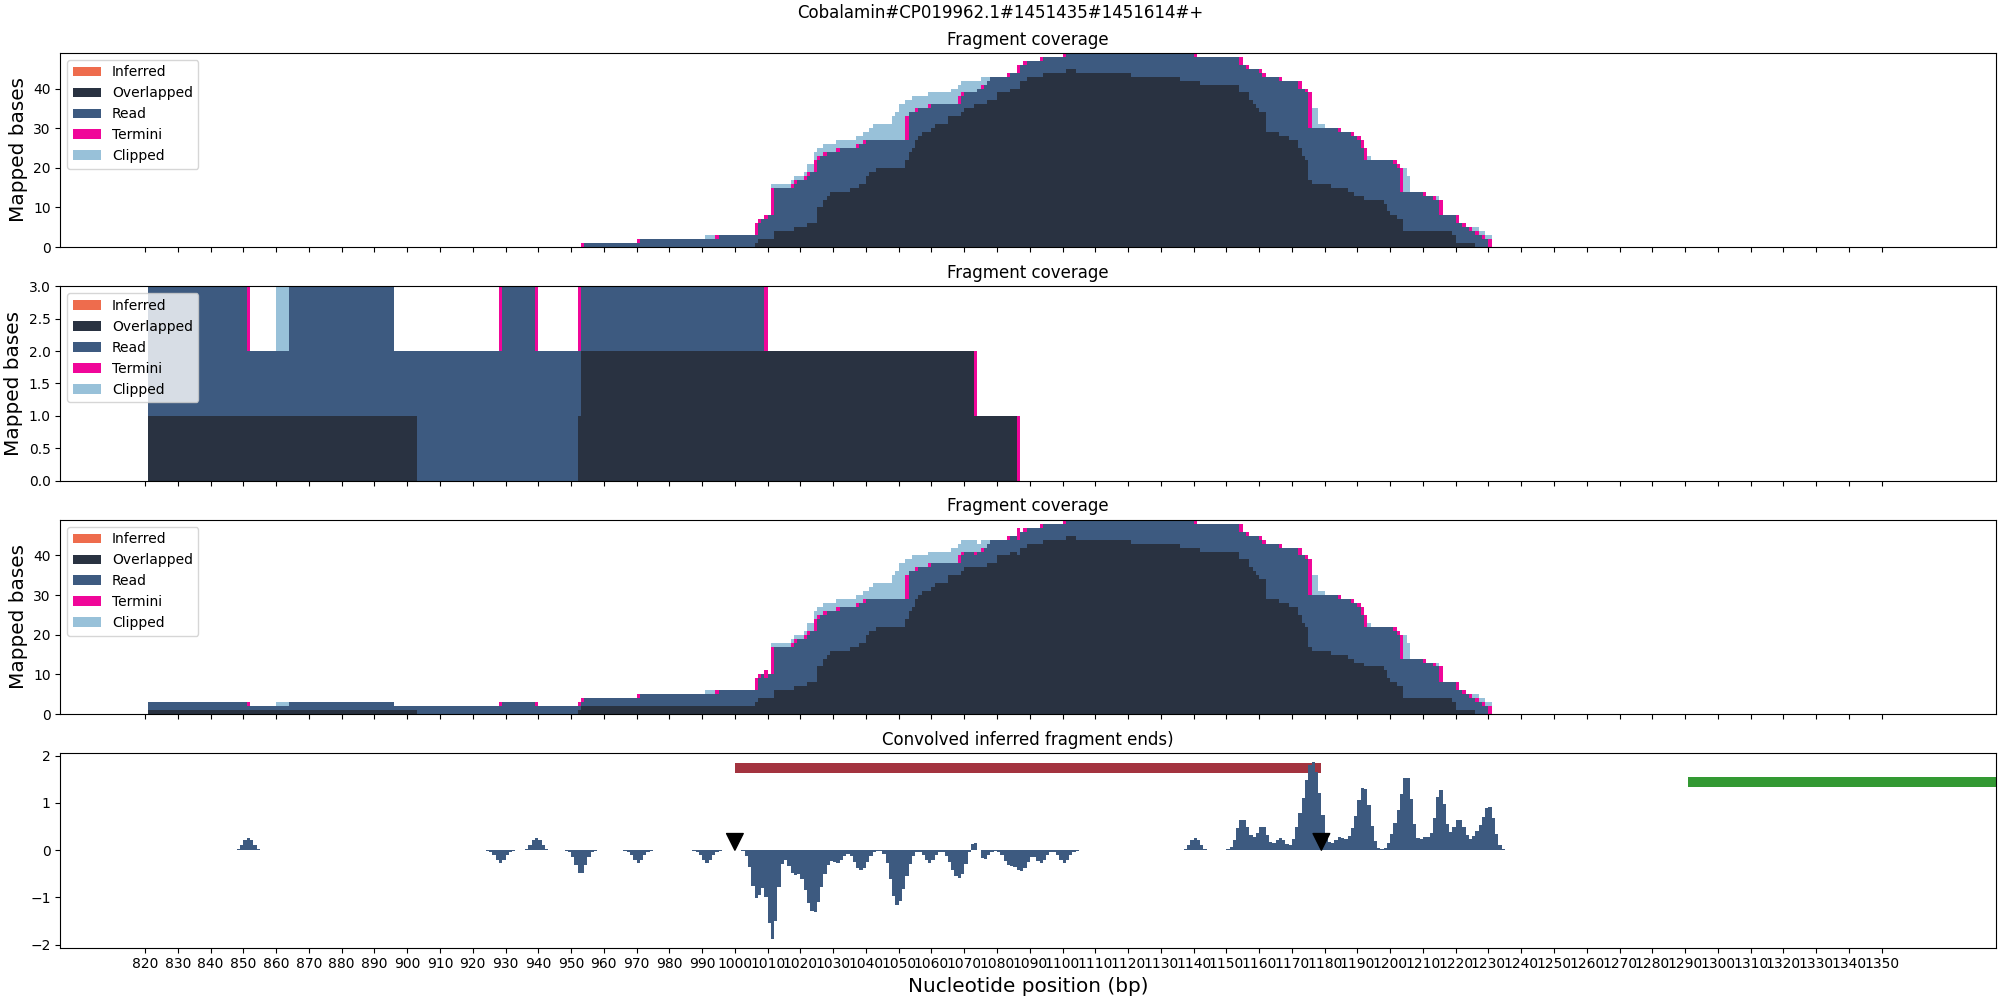 Cobalamin#CP019962.1#1451435#1451614#+
Fragment coverage
Mapped bases
40
30
20
10
0
Inferred
Overlapped
Read
Termini
Clipped
Fragment coverage
Mapped bases
3.0
2.5
2.0
1.5
1.0
0.5
0.0
Inferred
Overlapped
Read
Termini
Clipped
Fragment coverage
Mapped bases
40
30
20
10
0
Inferred
Overlapped
Read
Termini
Clipped
Convolved inferred fragment ends)
2
1
0
−1
−2
820 830 840 850 860 870 880 890 900 910 920 930 940 950 960 970 980 990 1000 1010 1020 1030 1040 1050 1060 1070 1080 1090 1100 1110 1120 1130 1140 1150 1160 1170 1180 1190 1200 1210 1220 1230 1240 1250 1260 1270 1280 1290 1300 1310 1320 1330 1340 1350
Nucleotide position (bp)